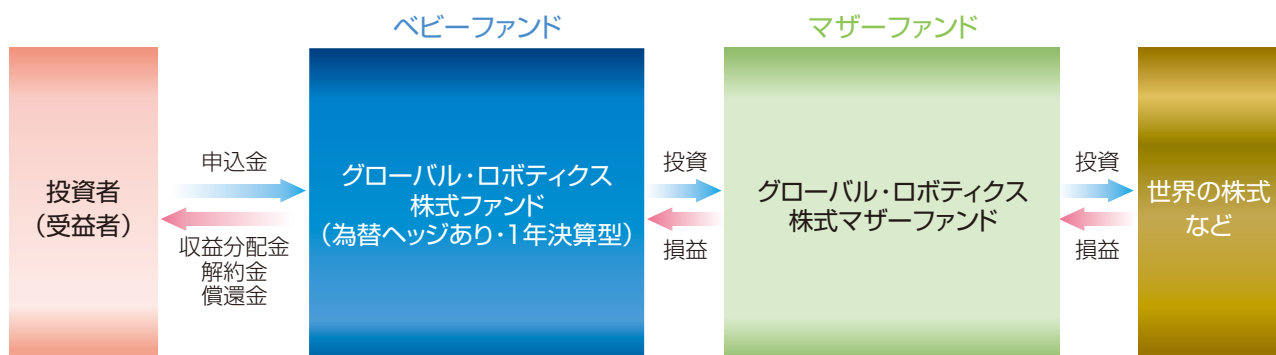 ベビーファンド
マザーファンド
投資者
（受益者）
申込金
収益分配金
解約金
償還金
グローバル・ロボティクス
株式ファンド
（為替ヘッジあり・1年決算型）
投資
損益
グローバル・ロボティクス
株式マザーファンド
投資
損益
世界の株式
など